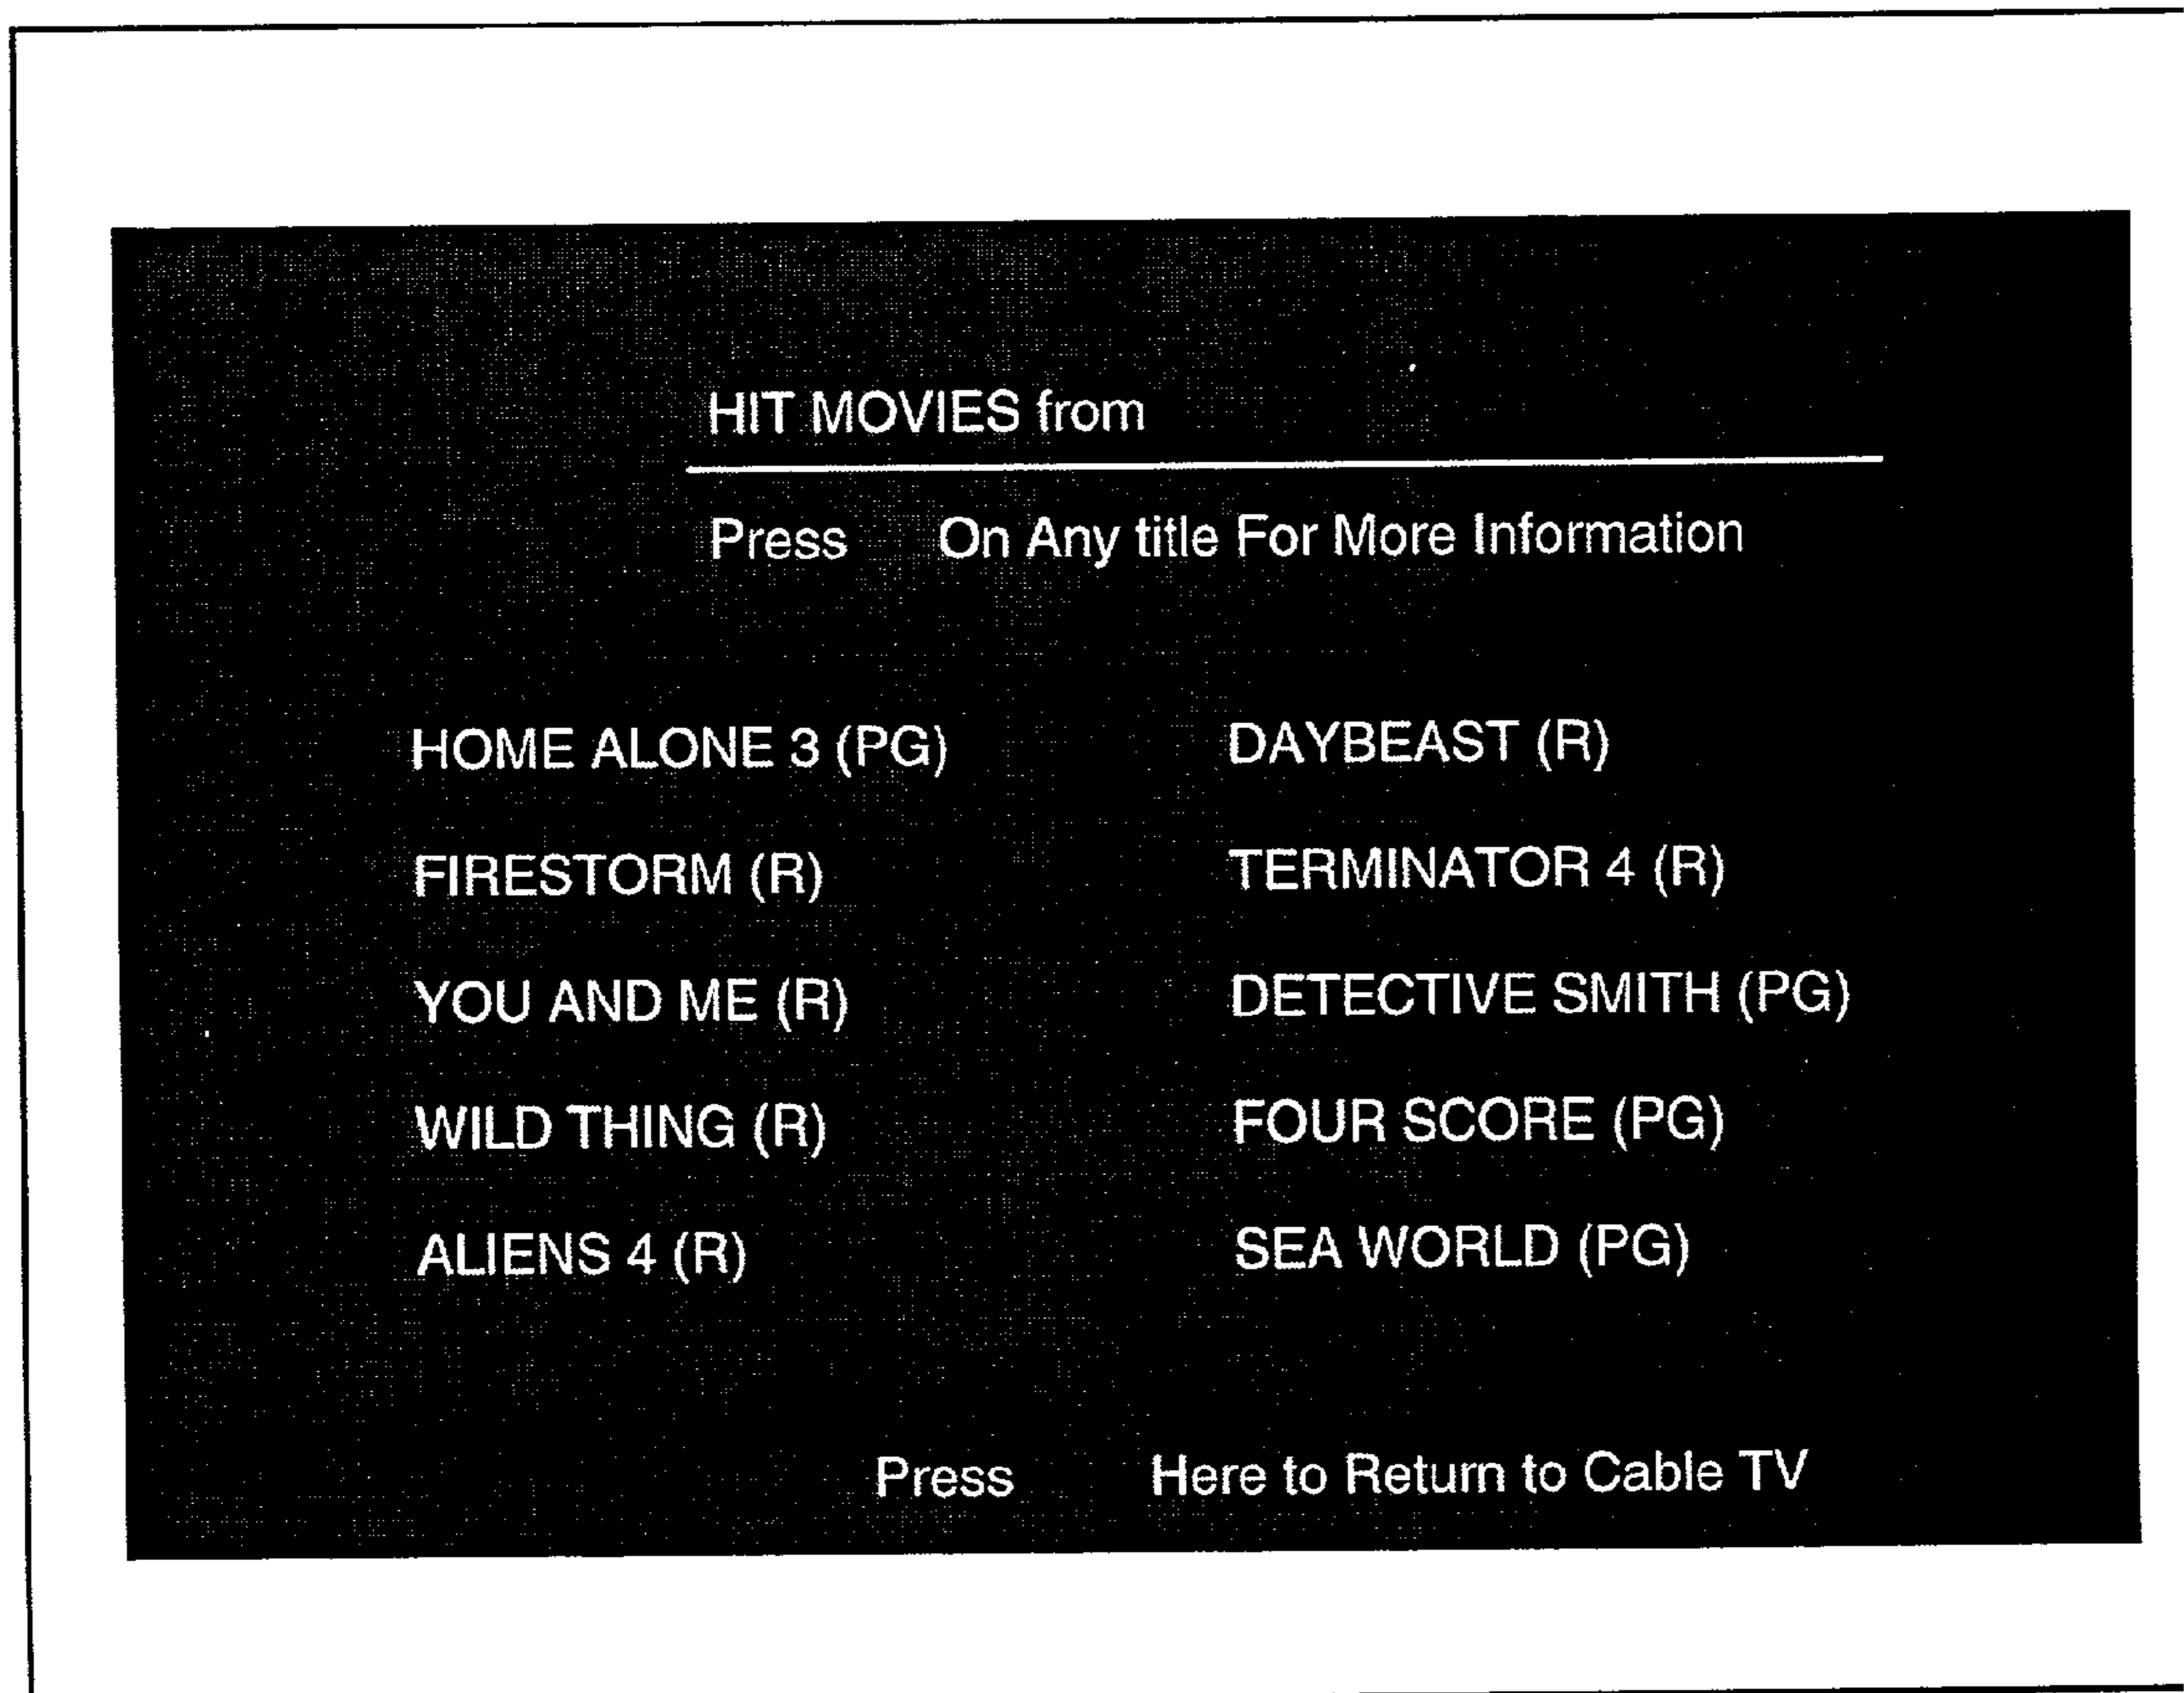 HIT MOVIES from
Press On Any title For More Information
HOME ALONE 3 (PG)
FIRESTORM (R)
YOU AND ME (R)
WILD THING (R)
ALIENS 4 (R)
DAYBEAST (R)
TERMINATOR 4 (R)
DETECTIVE SMITH (PG)
FOUR SCORE (PG)
SEA WORLD (PG)
Press Here to Return to Cable TV